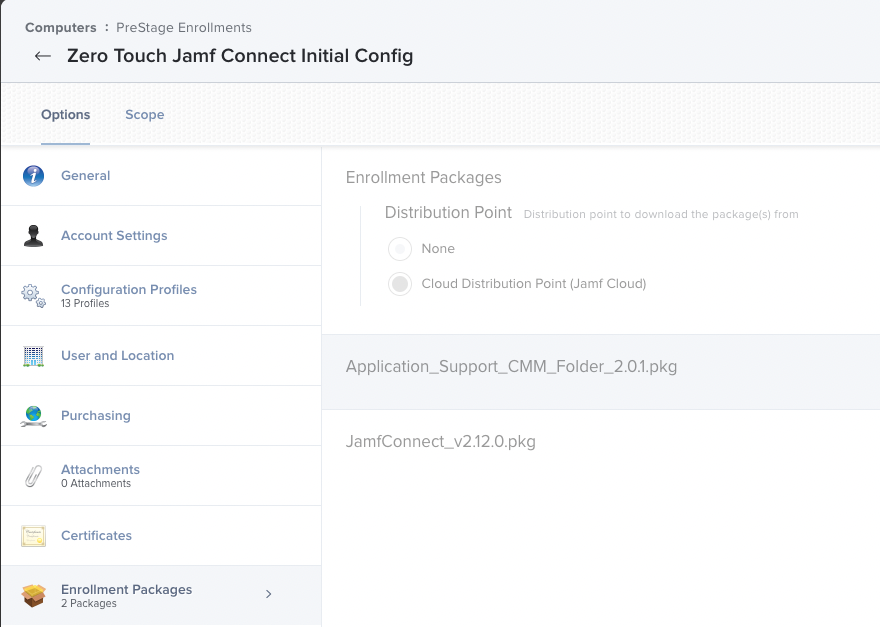 Computers : PreStage Enrollments
← Zero Touch Jamf Connect Initial Config
Options Scope
General
Account Settings
Configuration Profiles
13 Profiles
User and Location
Purchasing
Attachments
0 Attachments
Certificates
Enrollment Packages
2 Packages
Enrollment Packages
Distribution Point Distribution point to download the package(s) from
None
Cloud Distribution Point (Jamf Cloud)
Application_Support_CMM_Folder_2.0.1.pkg
JamfConnect_v2.12.0.pkg